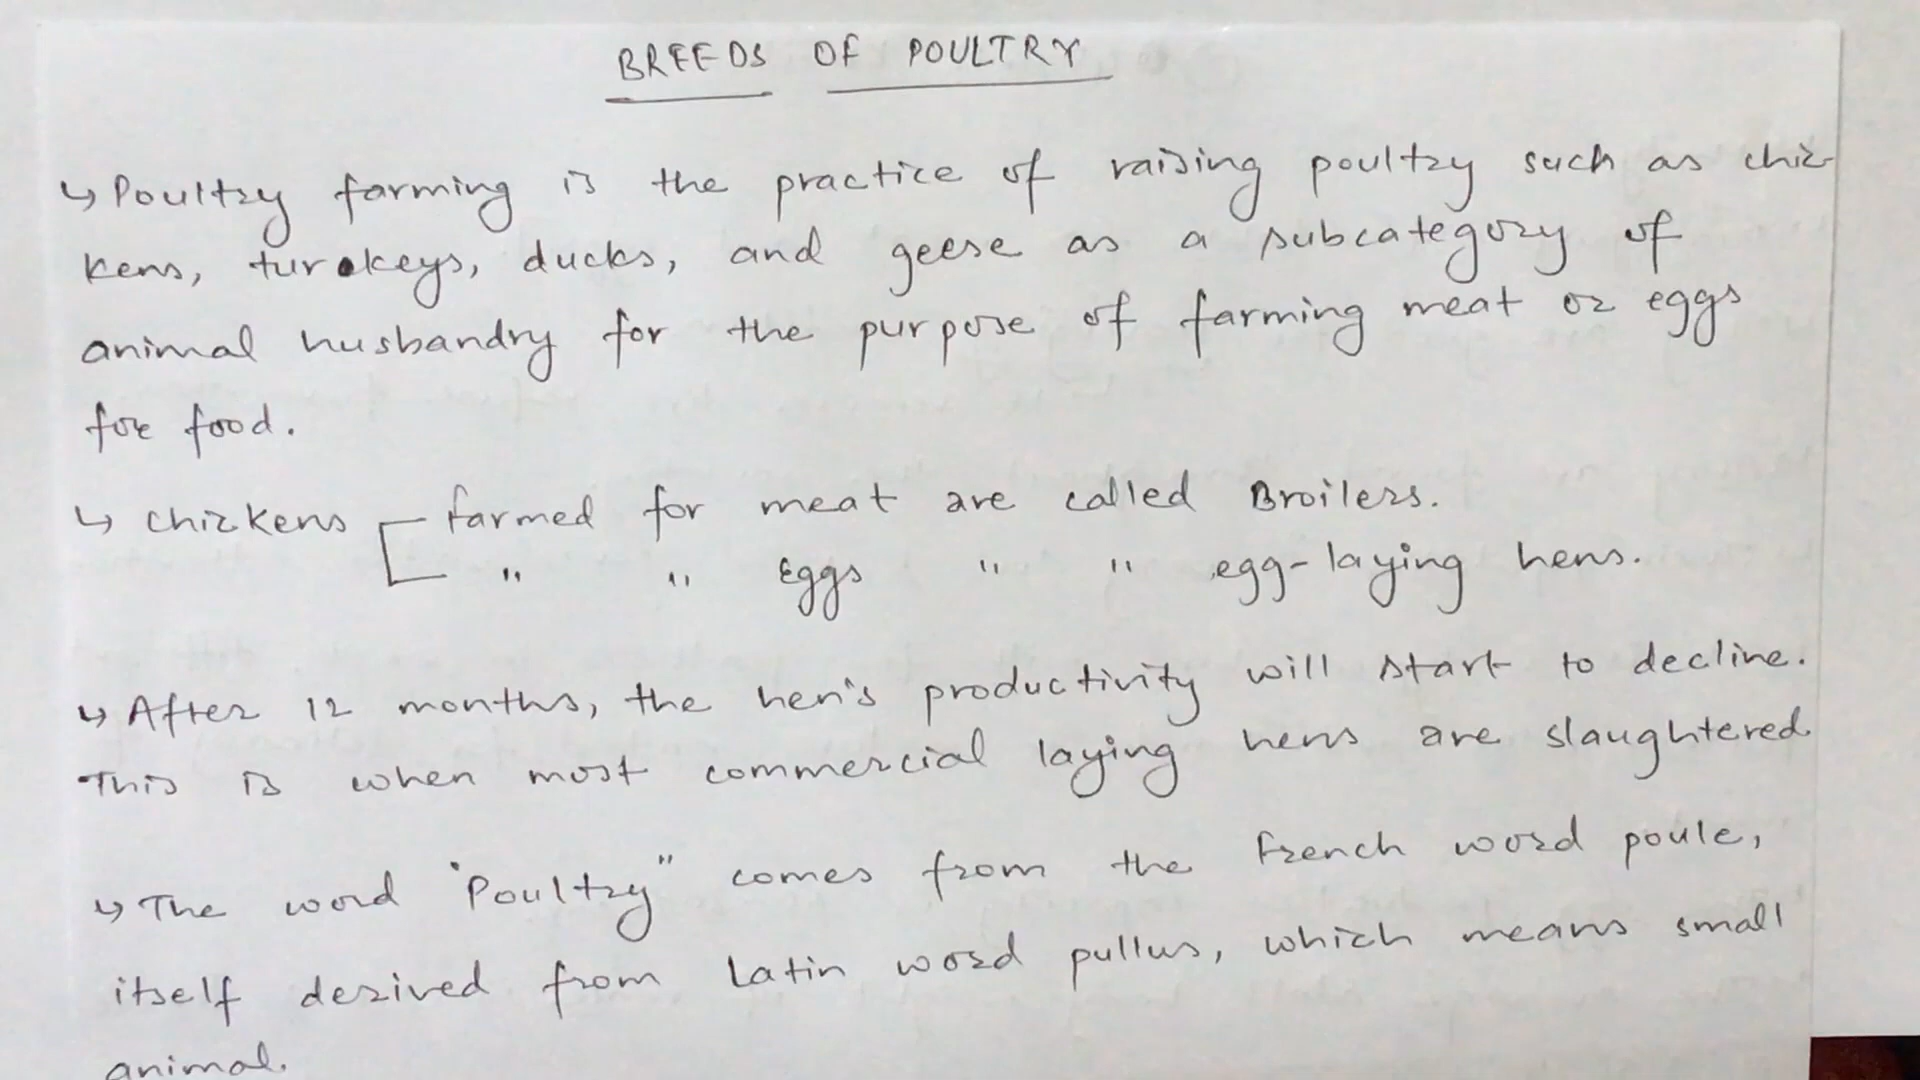 BREEDS OF POULTRY
↳ Poultry farming is the practice of raising poultry such as chic
kens, turkeys, ducks, and geese as a subcategory of
animal husbandry for the purpose of farming meat or eggs
for food.
↳ chickens farmed for meat are called Broilers.
" " Eggs " " egg-laying hens.
↳ After 12 months, the hen's productivity will start to decline.
This is when most commercial laying hens are slaughtered
↳ The word "Poultry" comes from the French word poule,
itself derived from Latin word pullus, which means small
animal.